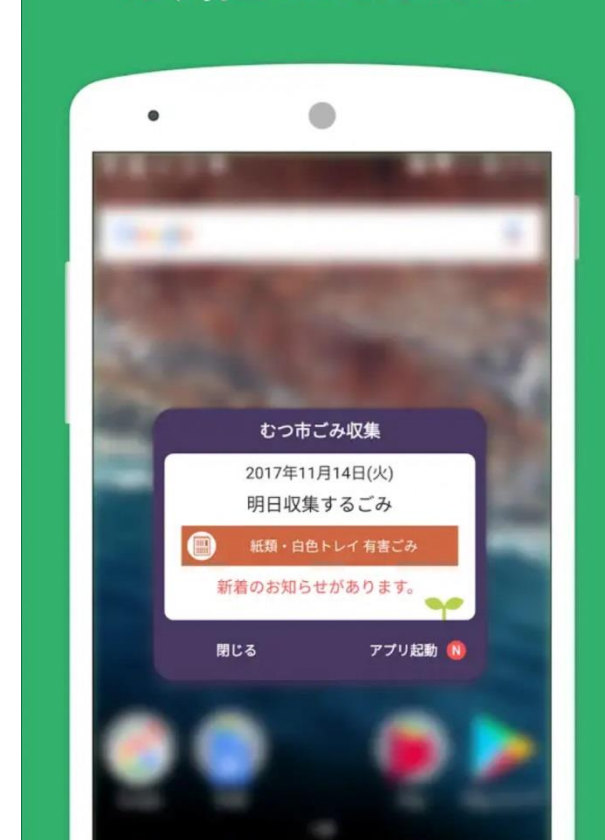 むつ市ごみ収集
2017年11月14日(火)
明日収集するごみ
紙類・白色トレイ 有害ごみ
新着のお知らせがあります。
閉じる
アプリ起動 N